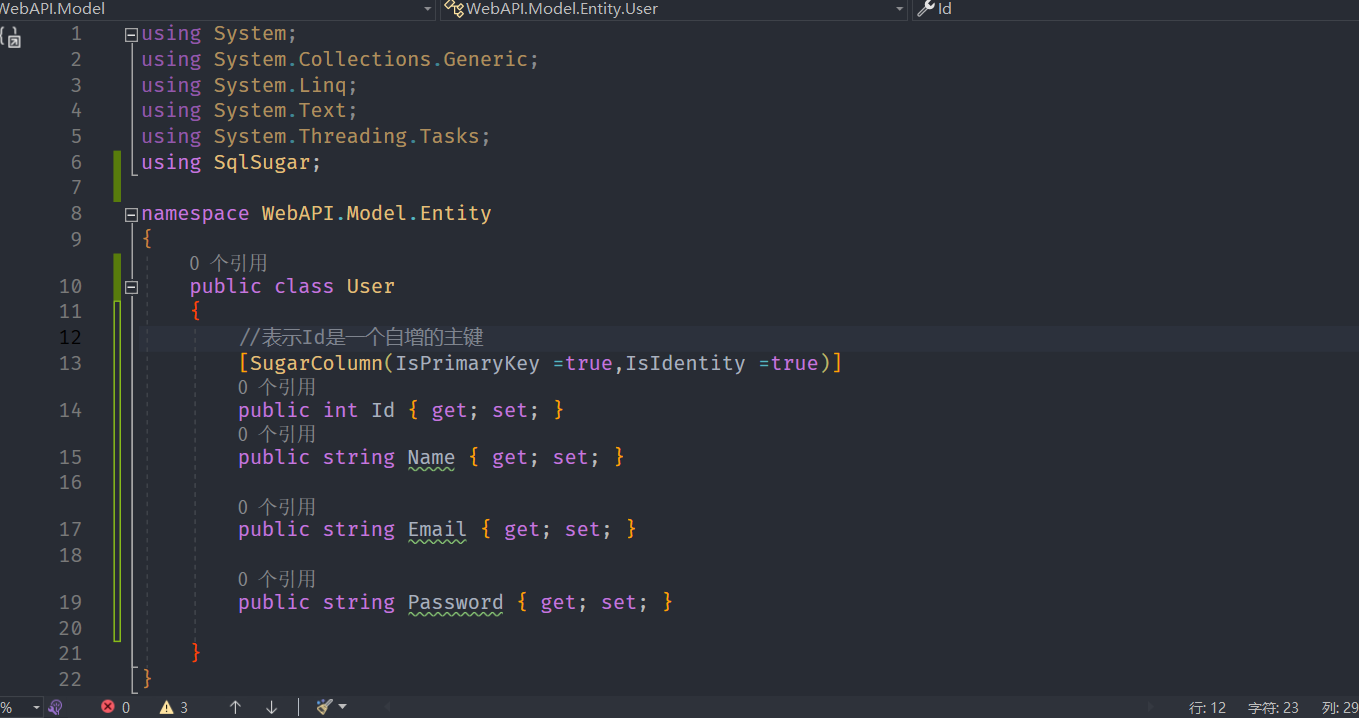 WebAPI.Model WebAPI.Model.Entity.User Id
1 using System;
2 using System.Collections.Generic;
3 using System.Linq;
4 using System.Text;
5 using System.Threading.Tasks;
6 using SqlSugar;
7
8 namespace WebAPI.Model.Entity
9 {
0 个引用
10 public class User
11 {
12 //表示Id是一个自增的主键
13 [SugarColumn(IsPrimaryKey =true,IsIdentity =true)]
0 个引用
14 public int Id { get; set; }
0 个引用
15 public string Name { get; set; }
16
0 个引用
17 public string Email { get; set; }
18
0 个引用
19 public string Password { get; set; }
20
21 }
22 }
% 0 3 行: 12 字符: 23 列: 29